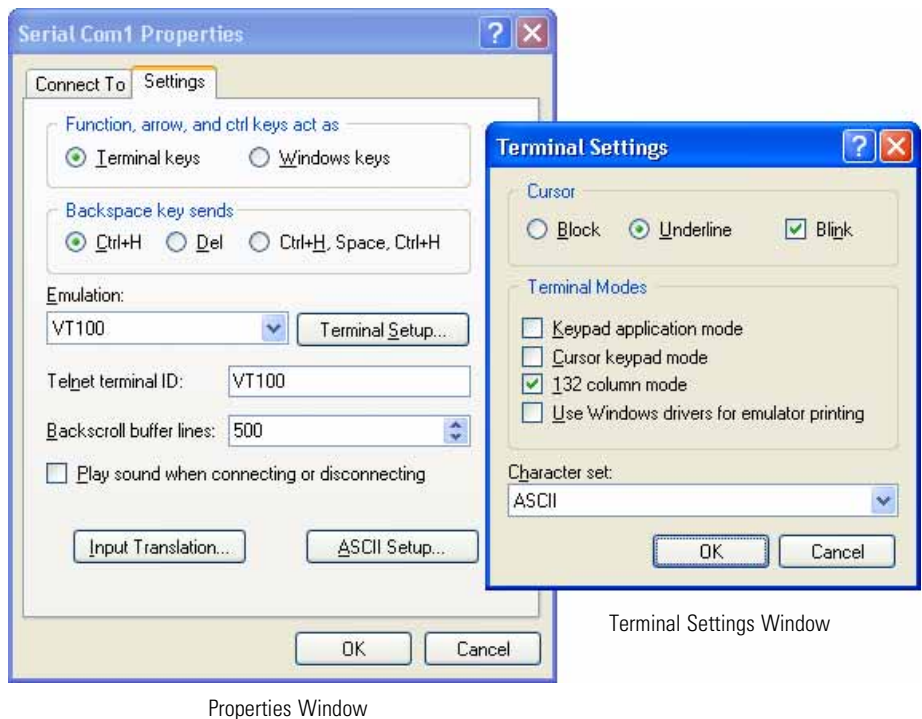 Serial Com1 Properties
Connect To
Settings
Function, arrow, and ctrl keys act as
Terminal keys
Windows keys
Backspace key sends
Ctrl+H
Del
Ctrl+H, Space, Ctrl+H
Emulation:
VT100
Terminal Setup...
Telnet terminal ID:
VT100
Backscroll buffer lines:
500
Play sound when connecting or disconnecting
Input Translation...
ASCII Setup...
OK
Cancel
Properties Window
Terminal Settings
Cursor
Block
Underline
Blink
Terminal Modes
Keypad application mode
Cursor keypad mode
132 column mode
Use Windows drivers for emulator printing
Character set:
ASCII
OK
Cancel
Terminal Settings Window